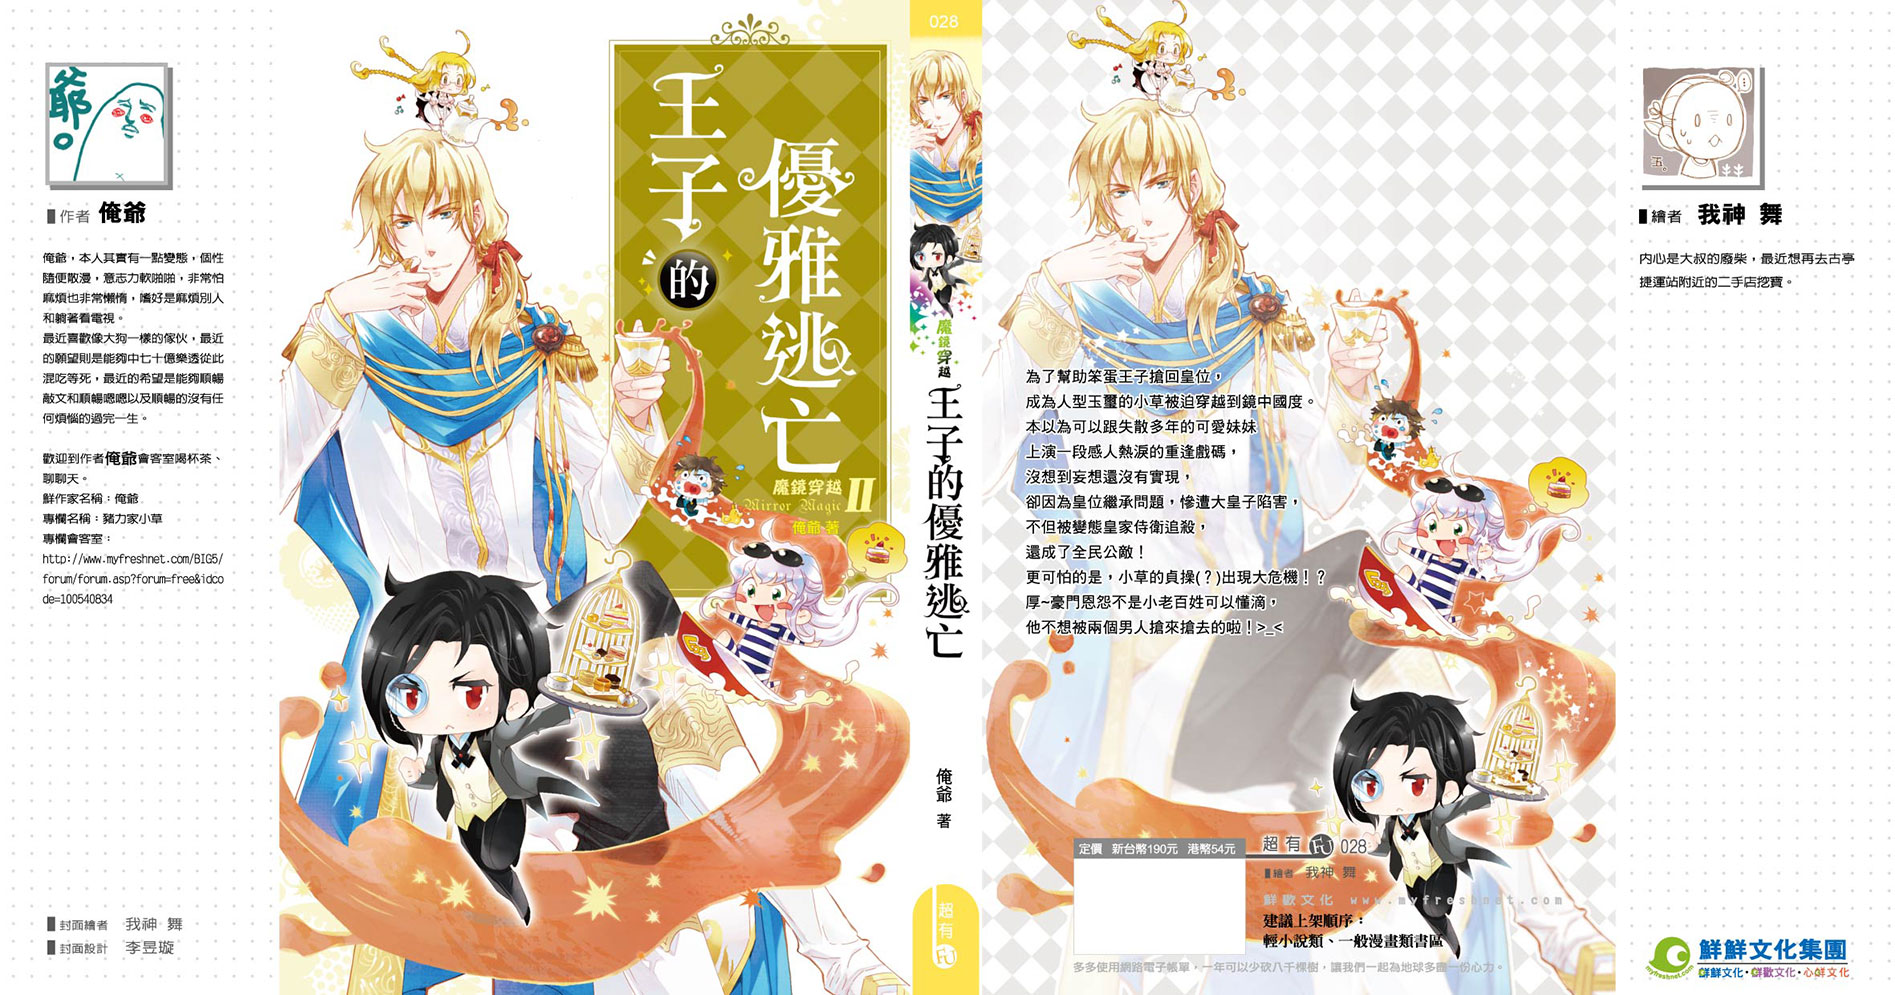 爺。
作者 俺爺
俺爺，本人其實有一點變態，個性
隨便散漫，意志力軟啪啪，非常怕
麻煩也非常懶惰，嗜好是麻煩別人
和躺著看電視。
最近喜歡像大狗一樣的傢伙，最近
的願望則是能夠中七十億樂透從此
混吃等死，最近的希望是能夠順暢
敲文和順暢嗯嗯以及順暢的沒有任
何煩惱的過完一生。
歡迎到作者俺爺會客室喝杯茶、
聊聊天。
鮮作家名稱：俺爺
專欄名稱：豬力家小草
專欄會客室：
http://www.myfreshnet.com/BIG5/
forum/forum.asp?forum=free&idco
de=100540834
封面繪者 我神 舞
封面設計 李昱璇
王子的
優雅逃亡
魔鏡穿越 II
Mirror Magic
俺爺 著
028
魔鏡穿越
王子的優雅逃亡
俺爺 著
超有
FU
為了幫助笨蛋王子搶回皇位，
成為人型玉璽的小草被迫穿越到鏡中國度。
本以為可以跟失散多年的可愛妹妹
上演一段感人熱淚的重逢戲碼，
沒想到妄想還沒有實現，
卻因為皇位繼承問題，慘遭大皇子陷害，
不但被變態皇家侍衛追殺，
還成了全民公敵！
更可怕的是，小草的貞操(？)出現大危機！？
厚~豪門恩怨不是小老百姓可以懂滴，
他不想被兩個男人搶來搶去的啦！>_<
定價 新台幣190元 港幣54元
超有FU 028
繪者 我神 舞
鮮歡文化 www.myfreshnet.com
建議上架順序：
輕小說類、一般漫畫類書區
多多使用網路電子帳單，一年可以少砍八千棵樹，讓我們一起為地球多盡一份心力。
五。
繪者 我神 舞
內心是大叔的廢柴，最近想再去古亭
捷運站附近的二手店挖寶。
myfreshnet.com
鮮鮮文化集團
鮮鮮文化・鮮歡文化・心鮮文化